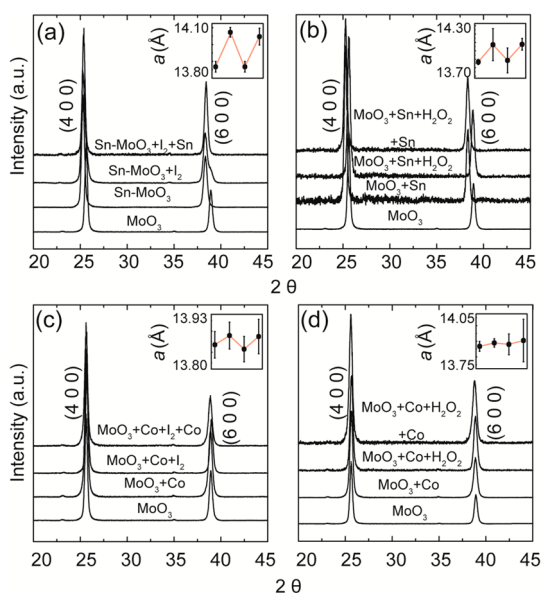 (a)
14.10
a (Å)
13.80
(4 0 0)
(6 0 0)
Sn-MoO₃+I₂+Sn
Sn-MoO₃+I₂
Sn-MoO₃
MoO₃
Intensity (a.u.)
20 25 30 35 40 45
(b)
14.30
a (Å)
13.70
(4 0 0)
(6 0 0)
MoO₃+Sn+H₂O₂
+Sn
MoO₃+Sn+H₂O₂
MoO₃+Sn
MoO₃
20 25 30 35 40 45
2 θ
(c)
13.93
a (Å)
13.80
(4 0 0)
(6 0 0)
MoO₃+Co+I₂+Co
MoO₃+Co+I₂
MoO₃+Co
MoO₃
Intensity (a.u.)
20 25 30 35 40 45
(d)
14.05
a (Å)
13.75
(4 0 0)
(6 0 0)
MoO₃+Co+H₂O₂
+Co
MoO₃+Co+H₂O₂
MoO₃+Co
MoO₃
20 25 30 35 40 45
2 θ